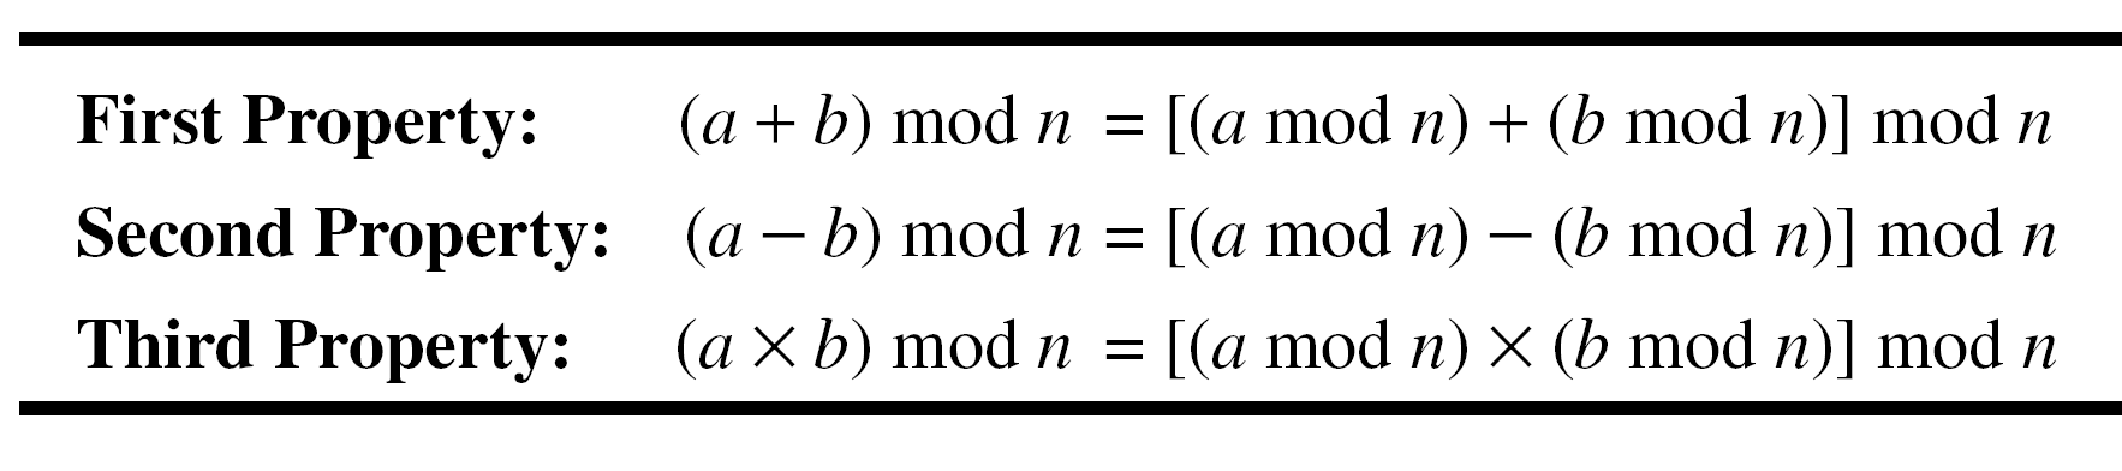 First Property: (a + b) mod n = [(a mod n) + (b mod n)] mod n
Second Property: (a − b) mod n = [(a mod n) − (b mod n)] mod n
Third Property: (a × b) mod n = [(a mod n) × (b mod n)] mod n